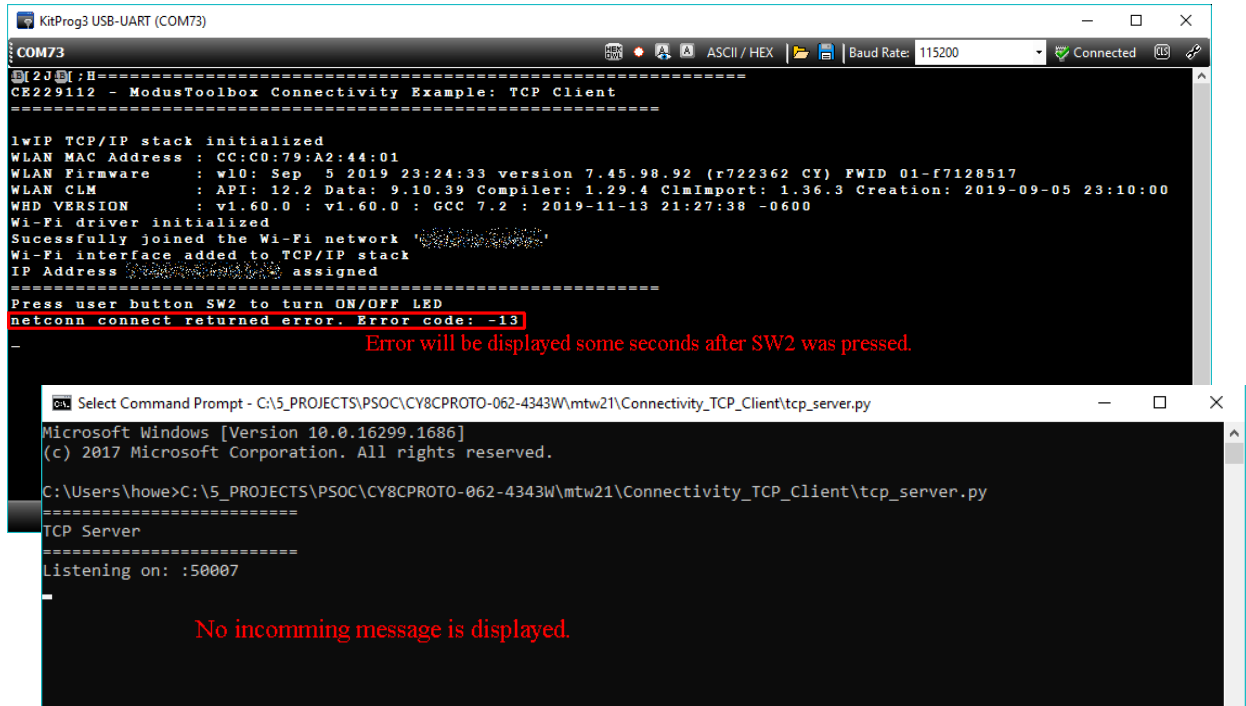 KitProg3 USB-UART (COM73)
COM73 ASCII / HEX Baud Rate: 115200 Connected
[2J [;H============================================================
CE229112 - ModusToolbox Connectivity Example: TCP Client
============================================================
lwIP TCP/IP stack initialized
WLAN MAC Address : CC:C0:79:A2:44:01
WLAN Firmware : wl0: Sep 5 2019 23:24:33 version 7.45.98.92 (r722362 CY) FWID 01-f7128517
WLAN CLM : API: 12.2 Data: 9.10.39 Compiler: 1.29.4 ClmImport: 1.36.3 Creation: 2019-09-05 23:10:00
WHD VERSION : v1.60.0 : v1.60.0 : GCC 7.2 : 2019-11-13 21:27:38 -0600
Wi-Fi driver initialized
Sucessfully joined the Wi-Fi network ' '
Wi-Fi interface added to TCP/IP stack
IP Address assigned
============================================================
Press user button SW2 to turn ON/OFF LED
netconn connect returned error. Error code: -13
Error will be displayed some seconds after SW2 was pressed.
Select Command Prompt - C:\5_PROJECTS\PSOC\CY8CPROTO-062-4343W\mtw21\Connectivity_TCP_Client\tcp_server.py
Microsoft Windows [Version 10.0.16299.1686]
(c) 2017 Microsoft Corporation. All rights reserved.
C:\Users\howe>C:\5_PROJECTS\PSOC\CY8CPROTO-062-4343W\mtw21\Connectivity_TCP_Client\tcp_server.py
==========================
TCP Server
==========================
Listening on: :50007
No incomming message is displayed.